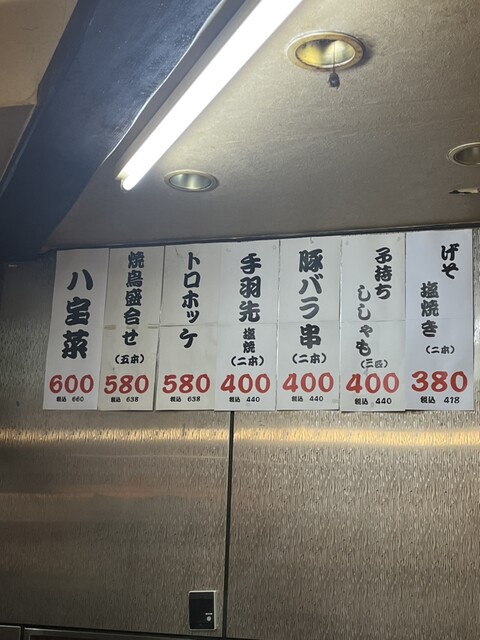 げそ
塩焼き
(二本)
380
税込 418
子持ち
ししゃも
(三匹)
400
税込 440
豚バラ串
(二本)
400
税込 440
手羽先
塩焼
(二本)
400
税込 440
トロホッケ
580
税込 638
焼鳥盛合せ
(五本)
580
税込 638
八宝菜
600
税込 660